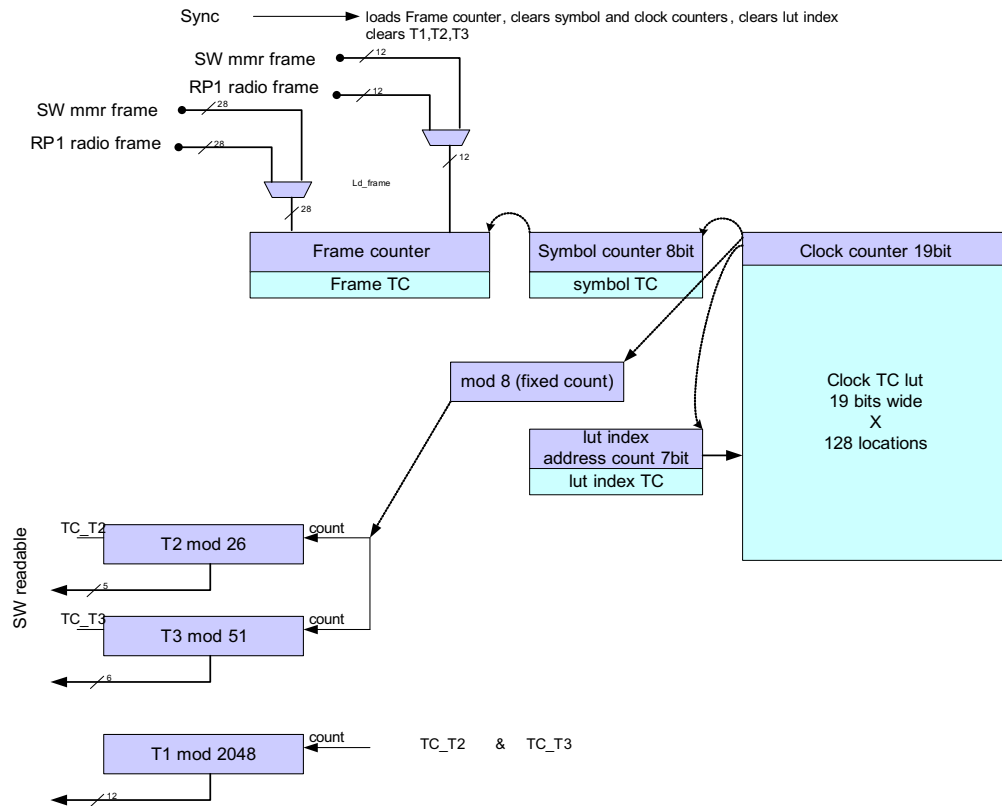 Sync
loads Frame counter, clears symbol and clock counters, clears lut index
clears T1,T2,T3
SW mmr frame
12
RP1 radio frame
12
SW mmr frame
28
RP1 radio frame
28
12
Ld_frame
28
Frame counter
Frame TC
Symbol counter 8bit
symbol TC
Clock counter 19bit
Clock TC lut
19 bits wide
X
128 locations
mod 8 (fixed count)
lut index
address count 7bit
lut index TC
SW readable
TC_T2
T2 mod 26
count
5
TC_T3
T3 mod 51
count
6
T1 mod 2048
count
TC_T2 & TC_T3
12